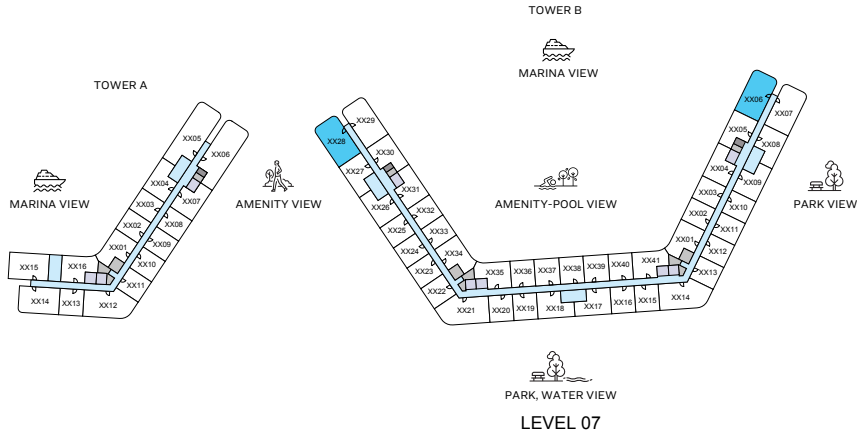 TOWER B
MARINA VIEW
TOWER A
MARINA VIEW
AMENITY VIEW
AMENITY-POOL VIEW
PARK VIEW
PARK, WATER VIEW
LEVEL 07
XX05
XX06
XX04
XX07
XX03
XX08
XX02
XX09
XX01
XX10
XX16
XX11
XX15
XX14
XX13
XX12
XX29
XX28
XX30
XX27
XX31
XX26
XX32
XX25
XX33
XX24
XX34
XX23
XX22
XX35
XX36
XX37
XX38
XX39
XX40
XX41
XX21
XX20
XX19
XX18
XX17
XX16
XX15
XX14
XX06
XX07
XX05
XX08
XX04
XX09
XX03
XX10
XX02
XX11
XX01
XX12
XX13